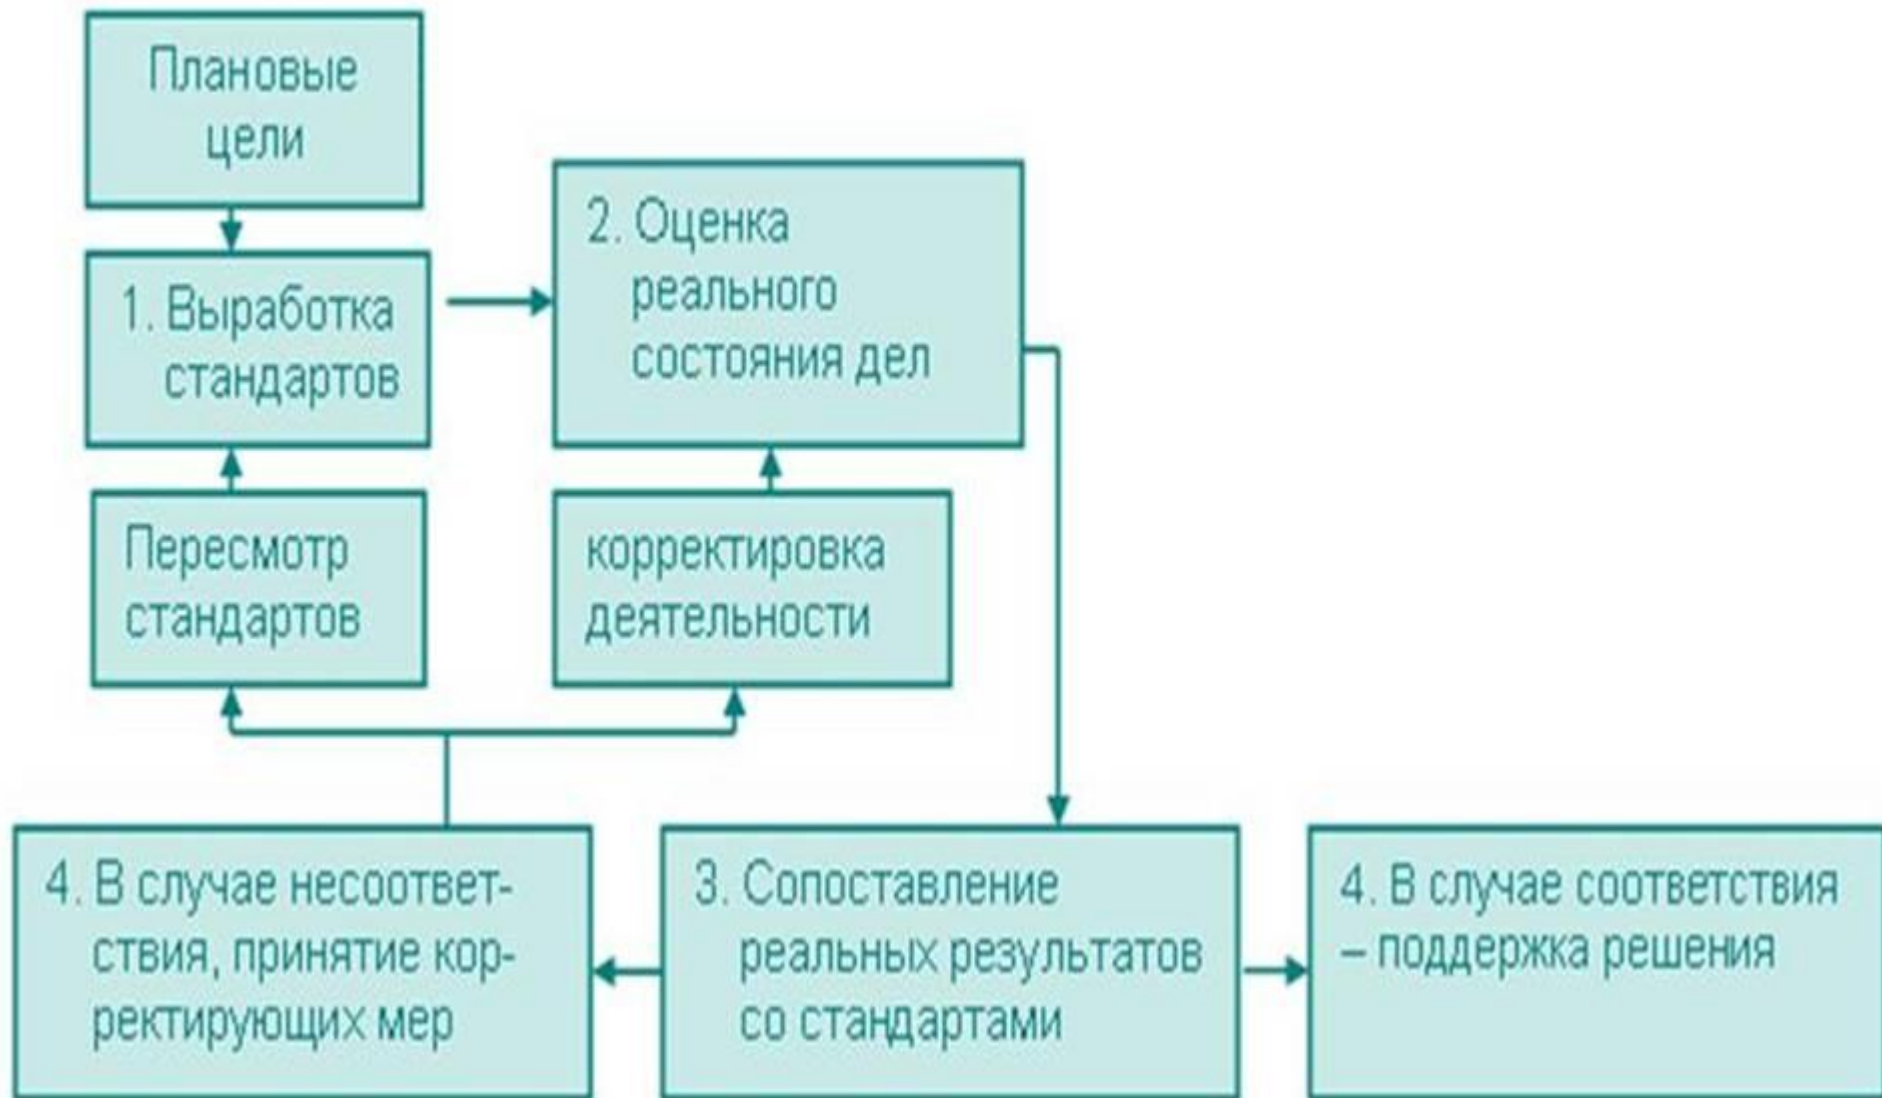 Плановые
цели
1. Выработка
стандартов
2. Оценка
реального
состояния дел
Пересмотр
стандартов
корректировка
деятельности
4. В случае несоответ-
ствия, принятие кор-
ректирующих мер
3. Сопоставление
реальных результатов
со стандартами
4. В случае соответствия
– поддержка решения